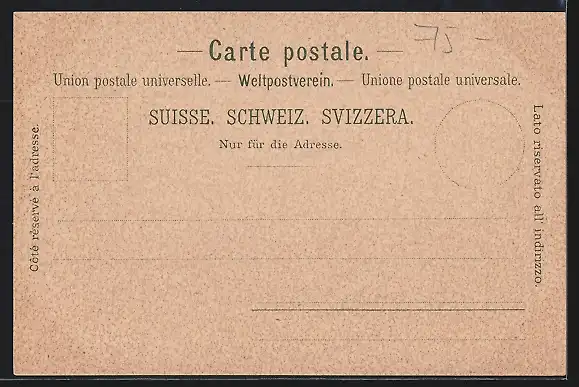 75 -
— Carte postale. —
Union postale universelle. — Weltpostverein. — Unione postale universale.
SUISSE. SCHWEIZ. SVIZZERA.
Nur für die Adresse.
Côté réservé à l'adresse.
Lato riservato all' indirizzo.